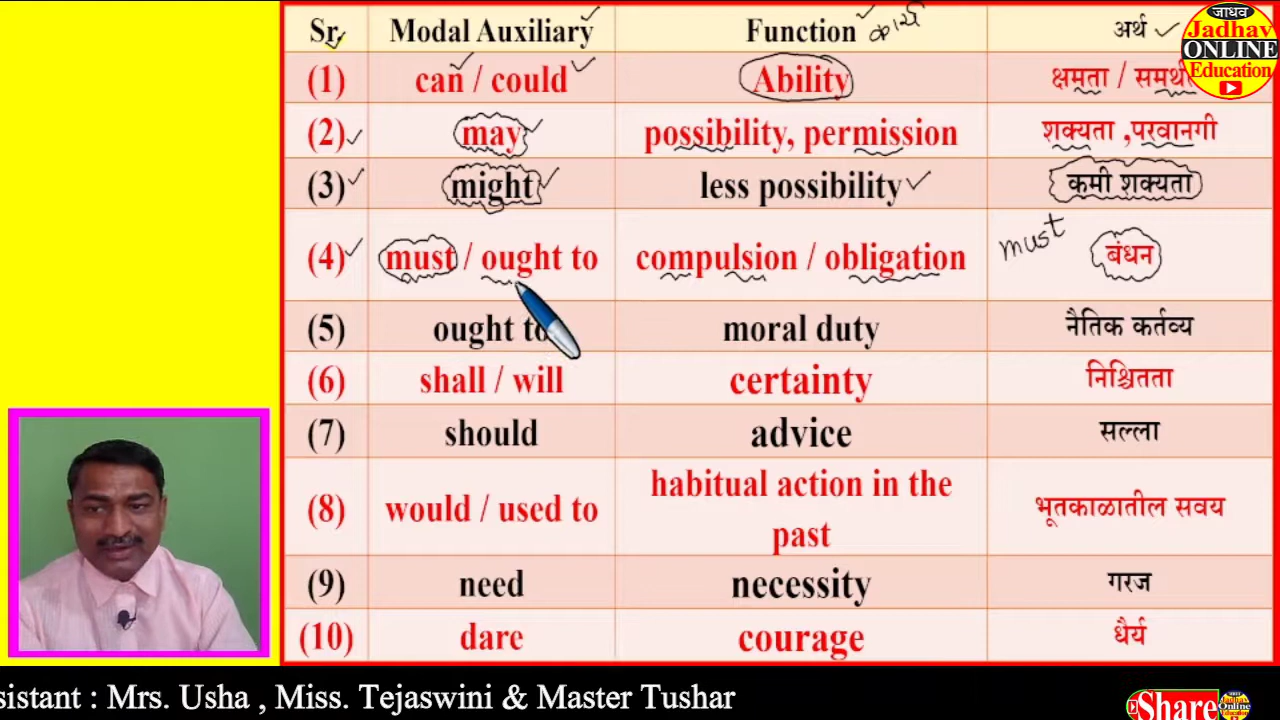 Sr. Modal Auxiliary Function कार्य अर्थ
(1) can / could Ability क्षमता /
(2) may possibility, permission शक्यता ,परवानगी
(3) might less possibility कमी शक्यता
(4) must / ought to compulsion / obligation must बंधन
(5) ought to moral duty नैतिक कर्तव्य
(6) shall / will certainty निश्चितता
(7) should advice सल्ला
(8) would / used to habitual action in the
past भूतकाळातील सवय
(9) need necessity गरज
(10) dare courage धैर्य
जाधव
Jadhav
ONLINE
Education
sistant : Mrs. Usha , Miss. Tejaswini & Master Tushar
Share
Jadhav
Online